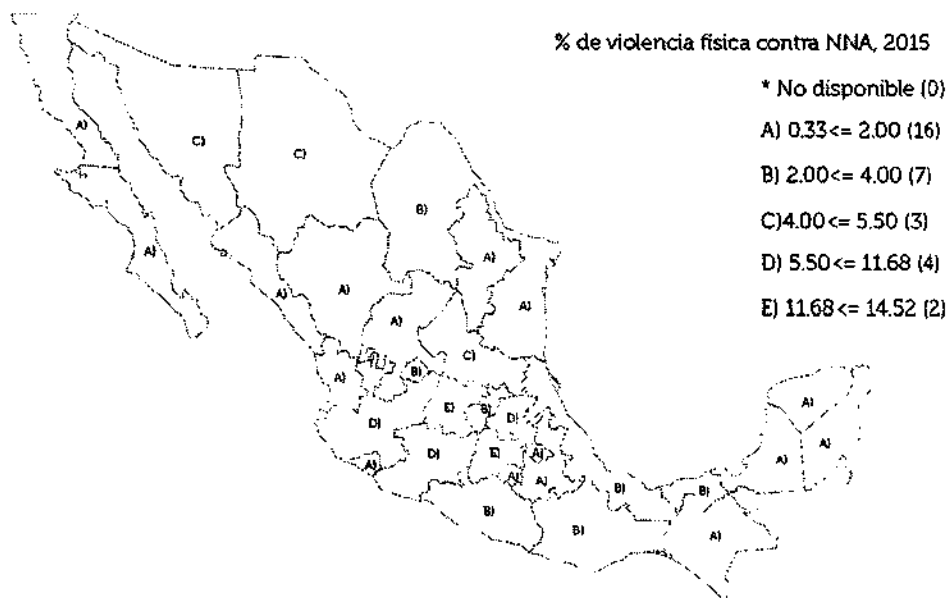 % de violencia física contra NNA, 2015
* No disponible (0)
A) 0.33<= 2.00 (16)
B) 2.00<= 4.00 (7)
C)4.00<= 5.50 (3)
D) 5.50<= 11.68 (4)
E) 11.68<= 14.52 (2)
A)
C)
C)
B)
A)
A)
A)
A)
A)
A)
C)
A)
B)
E)
B)
D)
D)
A)
D)
E)
A)
A)
A)
A)
A)
A)
B)
B)
B)
B)
A)